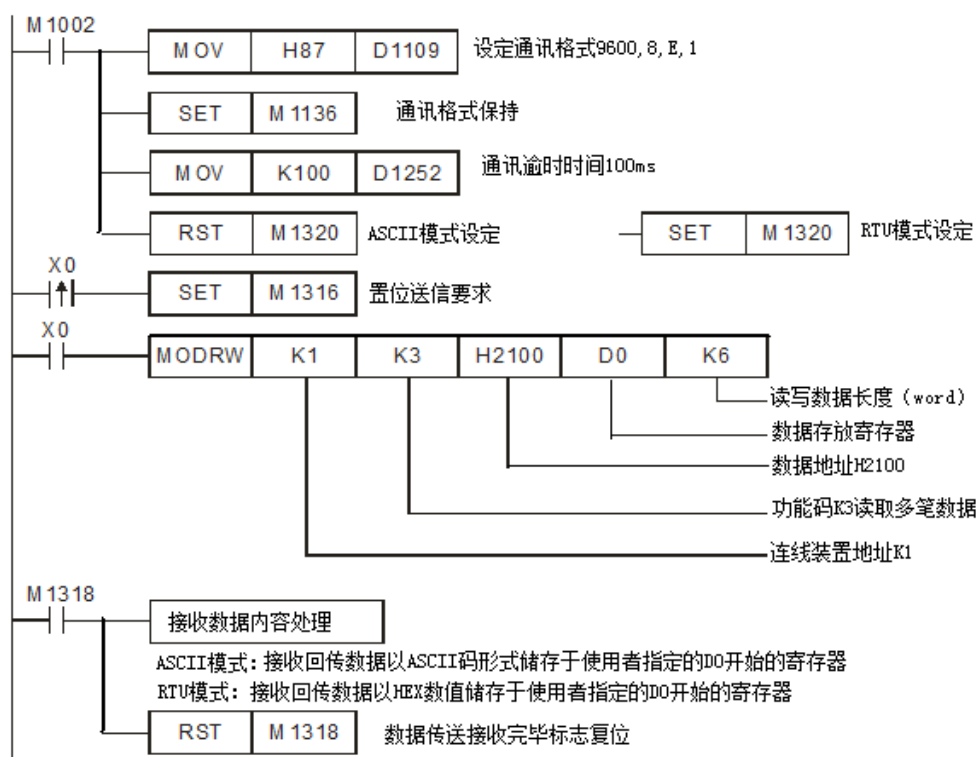 M1002
MOV H87 D1109 设定通讯格式9600,8,E,1
SET M1136 通讯格式保持
MOV K100 D1252 通讯逾时时间100ms
RST M1320 ASCII模式设定 SET M1320 RTU模式设定
X0
SET M1316 置位送信要求
X0
MODRW K1 K3 H2100 D0 K6
读写数据长度（word）
数据存放寄存器
数据地址H2100
功能码K3读取多笔数据
连线装置地址K1
M1318
接收数据内容处理
ASCII模式：接收回传数据以ASCII码形式储存于使用者指定的D0开始的寄存器
RTU模式：接收回传数据以HEX数值储存于使用者指定的D0开始的寄存器
RST M1318 数据传送接收完毕标志复位